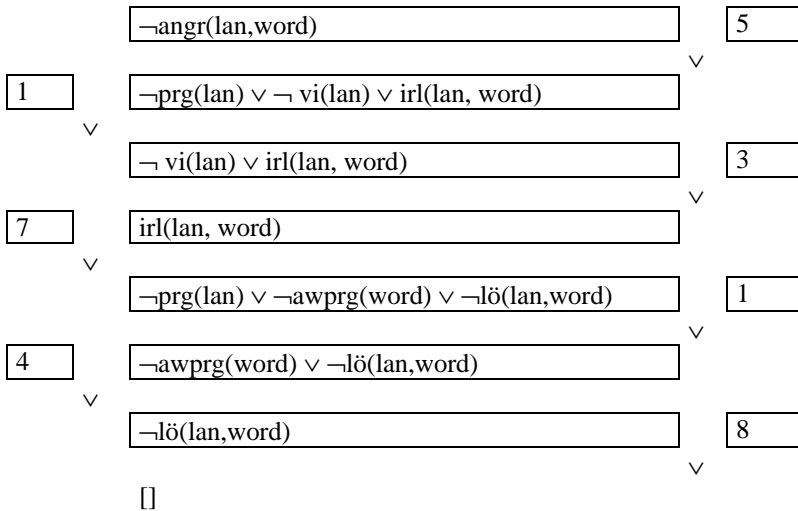 ¬angr(lan,word) 5
∨
1 ¬prg(lan) ∨ ¬ vi(lan) ∨ irl(lan, word)
∨
¬ vi(lan) ∨ irl(lan, word) 3
∨
7 irl(lan, word)
∨
¬prg(lan) ∨ ¬awprg(word) ∨ ¬lö(lan,word) 1
∨
4 ¬awprg(word) ∨ ¬lö(lan,word)
∨
¬lö(lan,word) 8
∨
[]